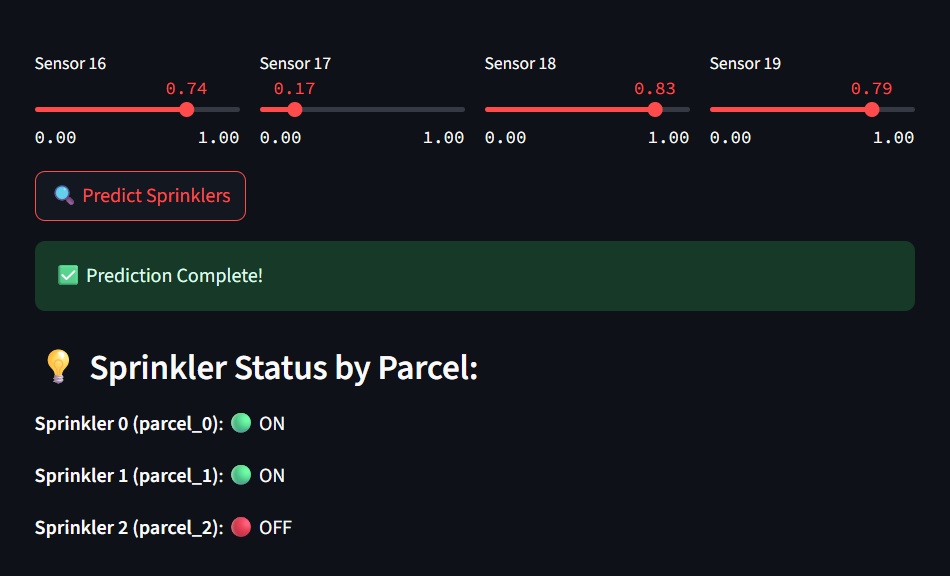 Sensor 16 Sensor 17 Sensor 18 Sensor 19
0.74 0.17 0.83 0.79
0.00 1.00 0.00 1.00 0.00 1.00 0.00 1.00
🔍 Predict Sprinklers
✅ Prediction Complete!
💡 Sprinkler Status by Parcel:
Sprinkler 0 (parcel_0): 🟢 ON
Sprinkler 1 (parcel_1): 🟢 ON
Sprinkler 2 (parcel_2): 🔴 OFF